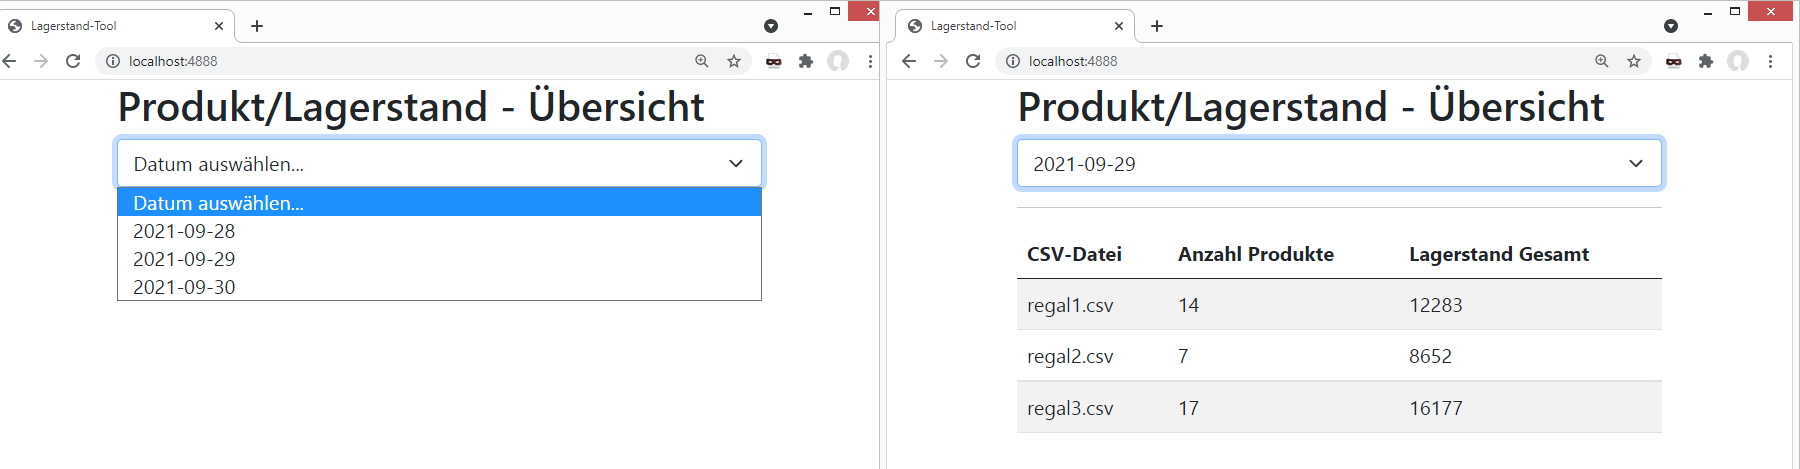 Lagerstand-Tool
localhost:4888
Produkt/Lagerstand - Übersicht
Datum auswählen...
Datum auswählen...
2021-09-28
2021-09-29
2021-09-30
Lagerstand-Tool
localhost:4888
Produkt/Lagerstand - Übersicht
2021-09-29
CSV-Datei Anzahl Produkte Lagerstand Gesamt
regal1.csv 14 12283
regal2.csv 7 8652
regal3.csv 17 16177